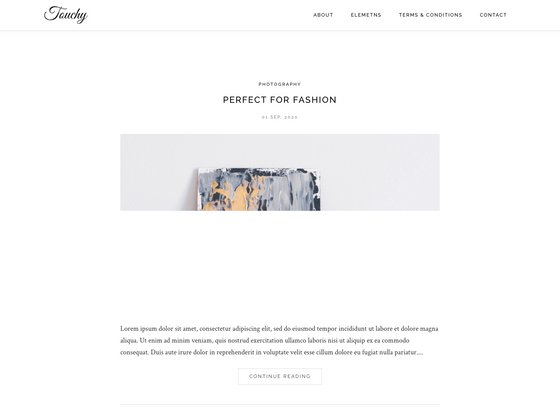 Touchy
ABOUT
ELEMETNS
TERMS & CONDITIONS
CONTACT
PHOTOGRAPHY
PERFECT FOR FASHION
01 SEP, 2020
Lorem ipsum dolor sit amet, consectetur adipiscing elit, sed do eiusmod tempor incididunt ut labore et dolore magna
aliqua. Ut enim ad minim veniam, quis nostrud exercitation ullamco laboris nisi ut aliquip ex ea commodo
consequat. Duis aute irure dolor in reprehenderit in voluptate velit esse cillum dolore eu fugiat nulla pariatur....
CONTINUE READING